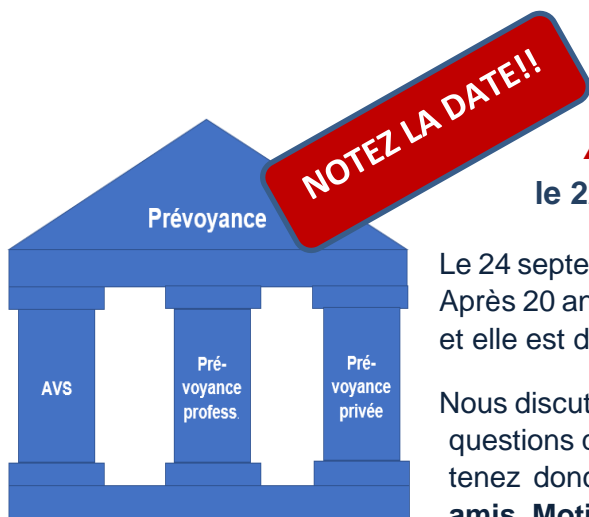 NOTEZ LA DATE!!
Prévoyance
AVS
Pré-
voyance
profess.
Pré-
voyance
privée
le 2
Le 24 septe
Après 20 an
et elle est d
Nous discut
questions
tenez donc
amis. Moti